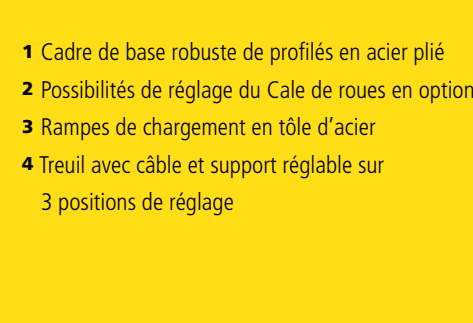 1 Cadre de base robuste de profilés en acier plié
2 Possibilités de réglage du Cale de roues en option
3 Rampes de chargement en tôle d’acier
4 Treuil avec câble et support réglable sur
3 positions de réglage